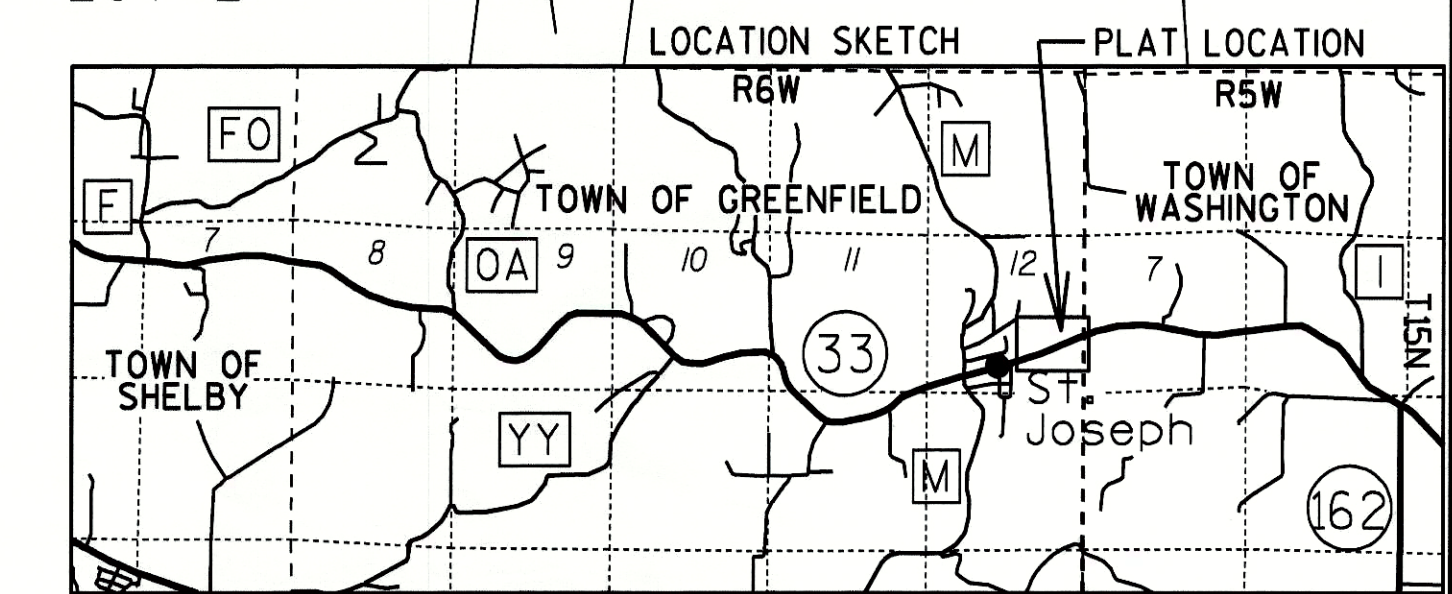 LOCATION SKETCH
PLAT LOCATION
R6W
R5W
FO
M
F
TOWN OF GREENFIELD
TOWN OF
WASHINGTON
7
8
OA
9
10
11
12
7
I
T15N
TOWN OF
SHELBY
33
St.
Joseph
YY
M
162